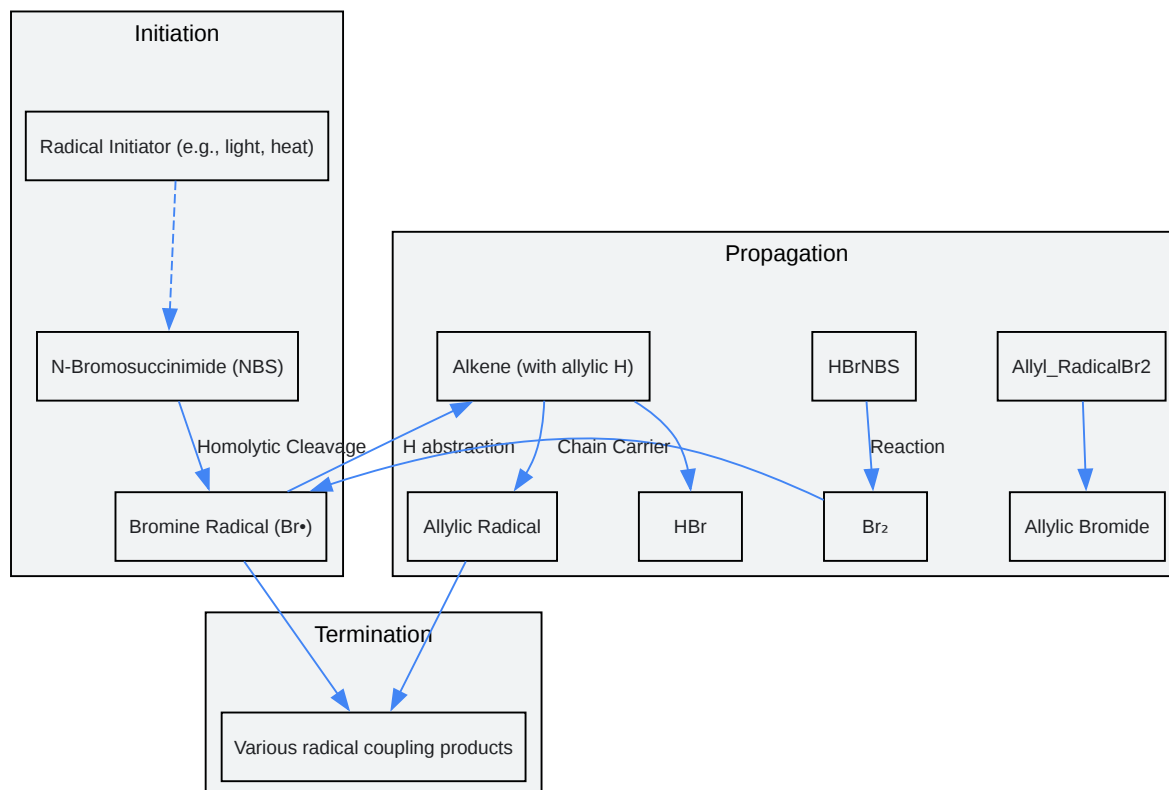 Initiation
Radical Initiator (e.g., light, heat)
Propagation
N-Bromosuccinimide (NBS)
Alkene (with allylic H)
HBrNBS
Allyl_RadicalBr2
Homolytic Cleavage
H abstraction
Chain Carrier
Reaction
Bromine Radical (Br•)
Allylic Radical
HBr
Br₂
Allylic Bromide
Termination
Various radical coupling products